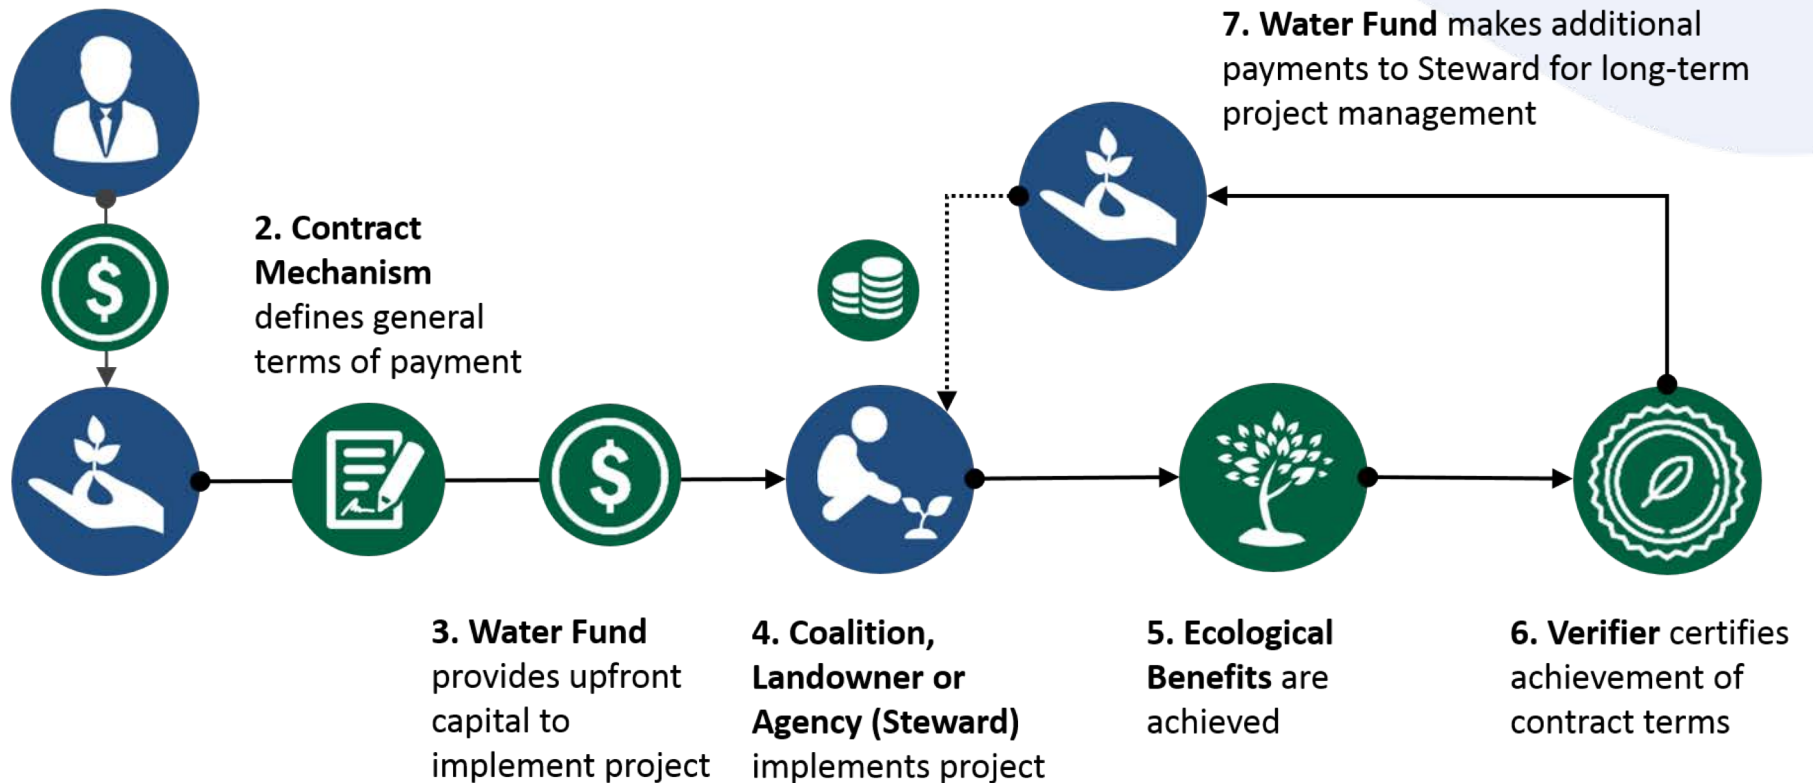 2. Contract
Mechanism
defines general
terms of payment
3. Water Fund
provides upfront
capital to
implement project
4. Coalition,
Landowner or
Agency (Steward)
implements project
5. Ecological
Benefits are
achieved
6. Verifier certifies
achievement of
contract terms
7. Water Fund makes additional
payments to Steward for long-term
project management